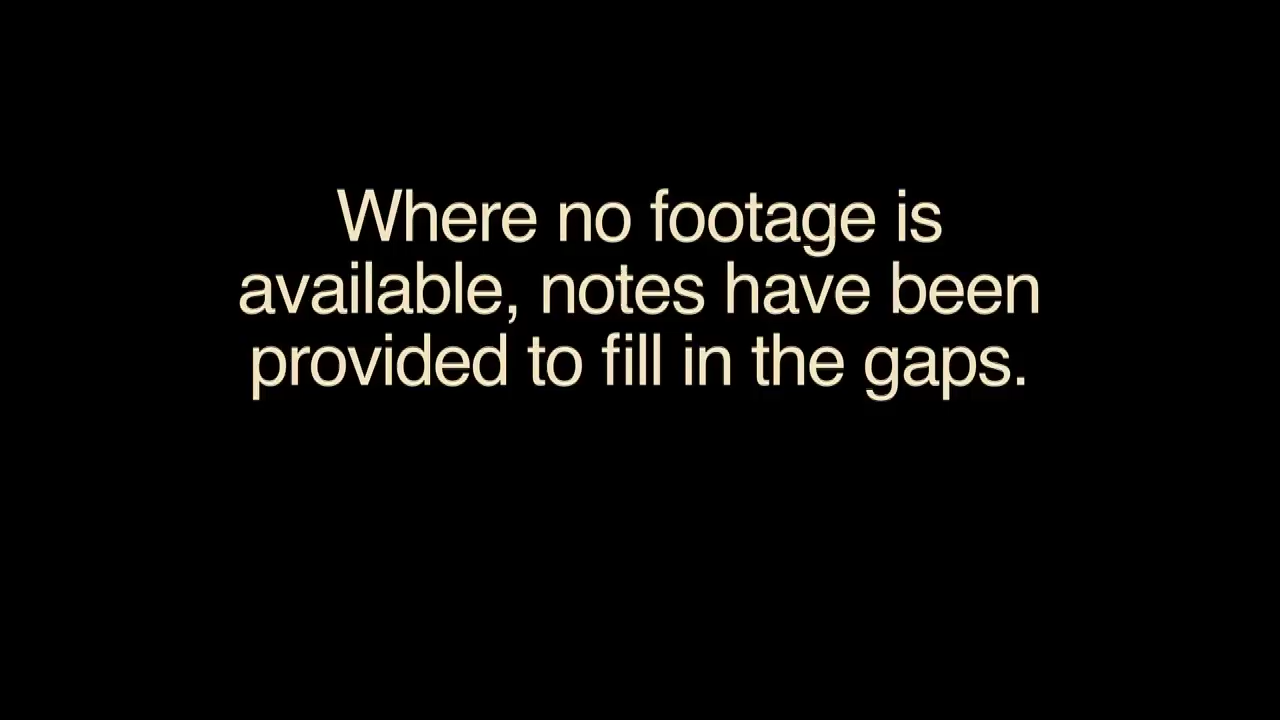 Where no footage is
available, notes have been
provided to fill in the gaps.